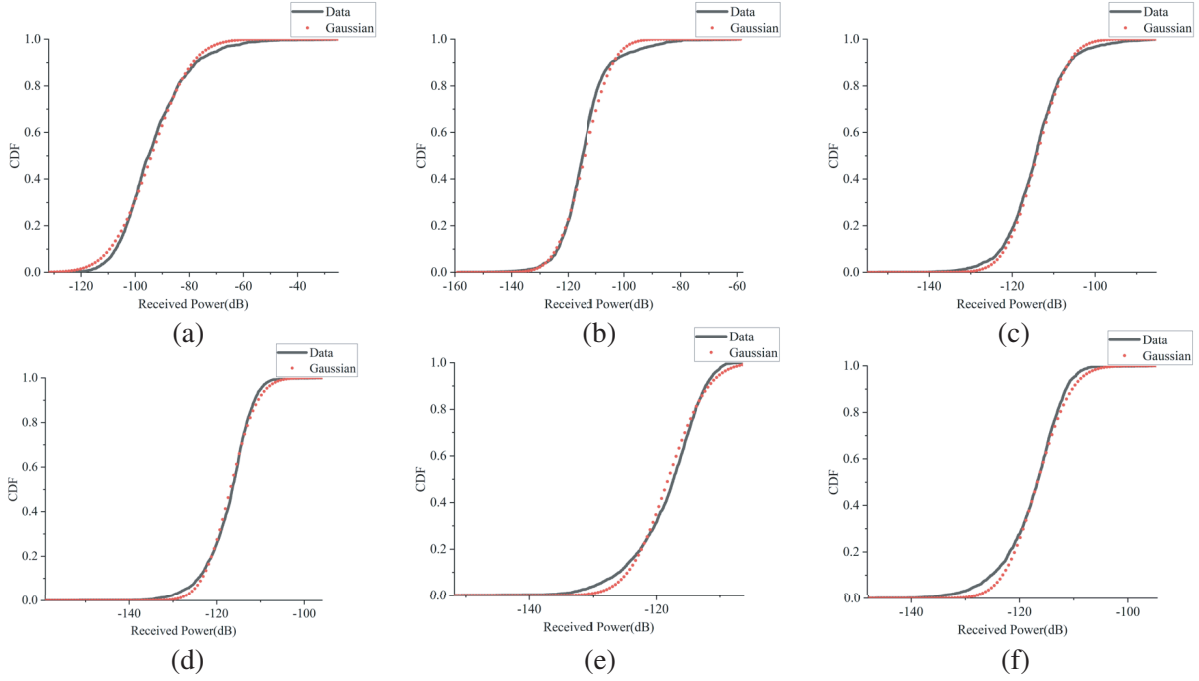 Data
Gaussian
1.0
0.8
0.6
0.4
0.2
0.0
CDF
-120
-100
-80
-60
-40
Received Power(dB)
(a)
Data
Gaussian
1.0
0.8
0.6
0.4
0.2
0.0
CDF
-160
-140
-120
-100
-80
-60
Received Power(dB)
(b)
Data
Gaussian
1.0
0.8
0.6
0.4
0.2
0.0
CDF
-140
-120
-100
Received Power(dB)
(c)
Data
Gaussian
1.0
0.8
0.6
0.4
0.2
0.0
CDF
-140
-120
-100
Received Power(dB)
(d)
Data
Gaussian
1.0
0.8
0.6
0.4
0.2
0.0
CDF
-140
-120
Received Power(dB)
(e)
Data
Gaussian
1.0
0.8
0.6
0.4
0.2
0.0
CDF
-140
-120
-100
Received Power(dB)
(f)